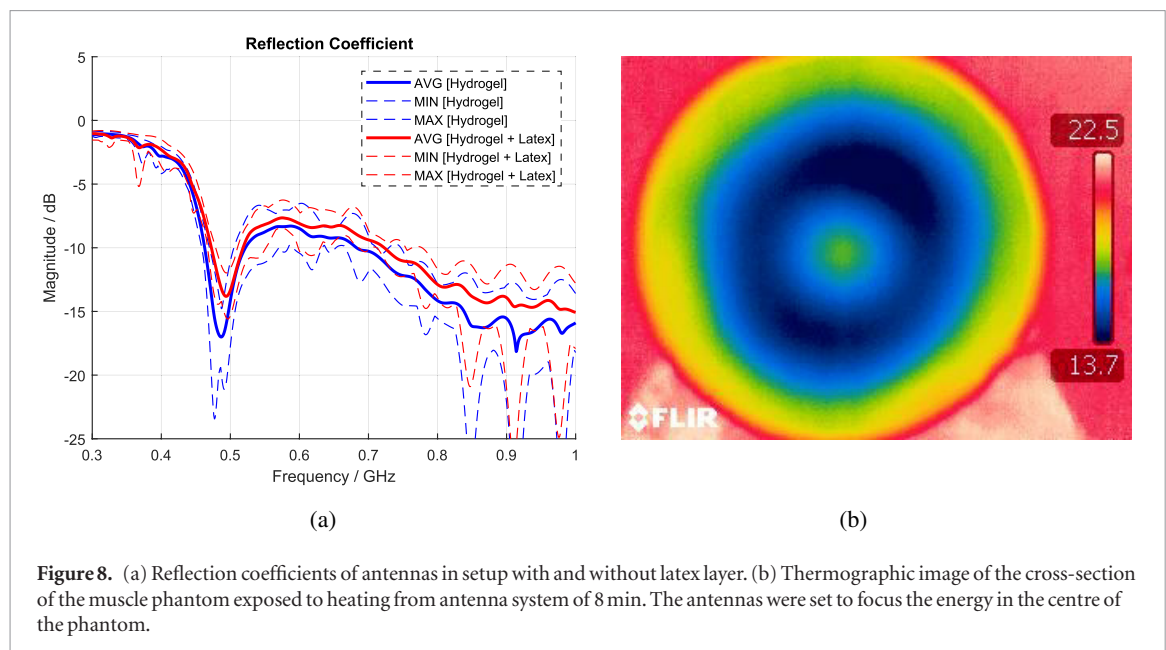 Reflection Coefficient
5
0
-5
-10
-15
-20
-25
Magnitude / dB
0.3 0.4 0.5 0.6 0.7 0.8 0.9 1
Frequency / GHz
AVG [Hydrogel]
MIN [Hydrogel]
MAX [Hydrogel]
AVG [Hydrogel + Latex]
MIN [Hydrogel + Latex]
MAX [Hydrogel + Latex]
(a)
22.5
13.7
FLIR
(b)
Figure 8. (a) Reflection coefficients of antennas in setup with and without latex layer. (b) Thermographic image of the cross-section
of the muscle phantom exposed to heating from antenna system of 8 min. The antennas were set to focus the energy in the centre of
the phantom.